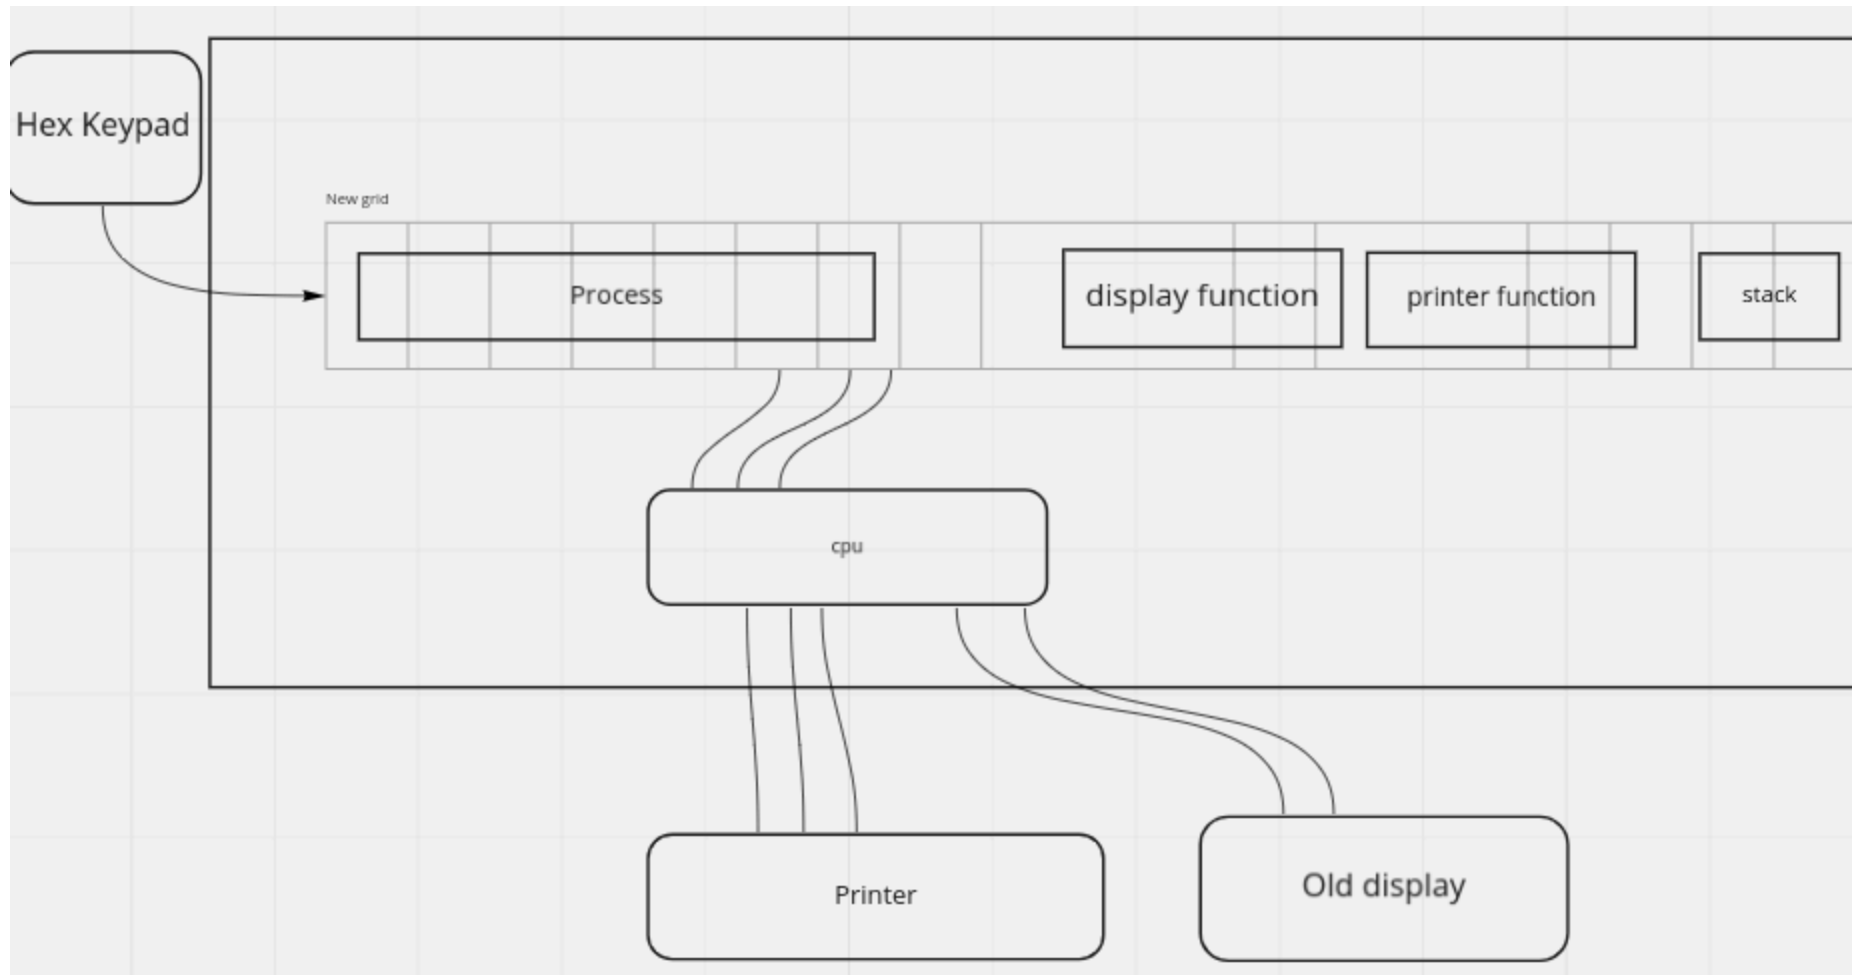 Hex Keypad
New grid
Process
display function
printer function
stack
cpu
Printer
Old display